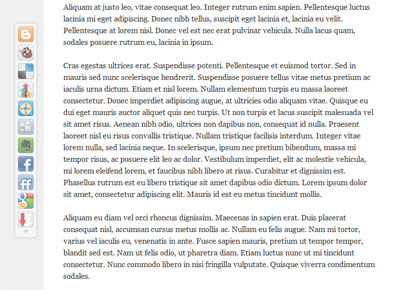 Aliquam at justo leo, vitae consequat leo. Integer rutrum enim sapien. Pellentesque luctus
lacinia mi eget adipiscing. Donec nibh tellus, suscipit eget lacinia et, lacinia eu velit.
Pellentesque at lorem nisl. Donec vel est nec erat pulvinar vehicula. Nulla lacus quam,
sodales posuere rutrum eu, lacinia in ipsum.
Cras egestas ultrices erat. Suspendisse potenti. Pellentesque et euismod tortor. Sed in
mauris sed nunc scelerisque hendrerit. Suspendisse posuere tellus vitae metus pretium ac
iaculis urna dictum. Etiam et nisl lorem. Nullam elementum turpis eu massa laoreet
consectetur. Donec imperdiet adipiscing augue, at ultricies odio aliquam vitae. Quisque eu
dui eget mauris auctor aliquet quis nec turpis. Ut non turpis et lacus suscipit malesuada vel
sit amet risus. Aenean nibh odio, ultrices non dapibus non, consequat id nulla. Praesent
laoreet nisl eu risus convallis tristique. Nullam tristique facilisis interdum. Integer vitae
lorem nulla, sed lacinia neque. In scelerisque, ipsum nec pretium bibendum, massa mi
tempor risus, ac posuere elit leo ac dolor. Vestibulum imperdiet, elit ac molestie vehicula,
mi lorem eleifend lorem, et faucibus nibh libero at risus. Curabitur et dignissim est.
Phasellus rutrum est eu libero tristique sit amet dapibus odio dictum. Lorem ipsum dolor
sit amet, consectetur adipiscing elit. Mauris id est eu metus tincidunt mollis.
Aliquam eu diam vel orci rhoncus dignissim. Maecenas in sapien erat. Duis placerat
consequat nisl, accumsan cursus metus mollis ac. Nullam eu felis augue. Nam mi tortor,
varius vel iaculis eu, venenatis in ante. Fusce sapien mauris, pretium ut tempor tempus,
blandit sed est. Nam ut felis odio, ut pharetra diam. Etiam luctus nunc ut mi tincidunt
consectetur. Nunc commodo libero in nisi fringilla vulputate. Quisque viverra condimentum
sodales.